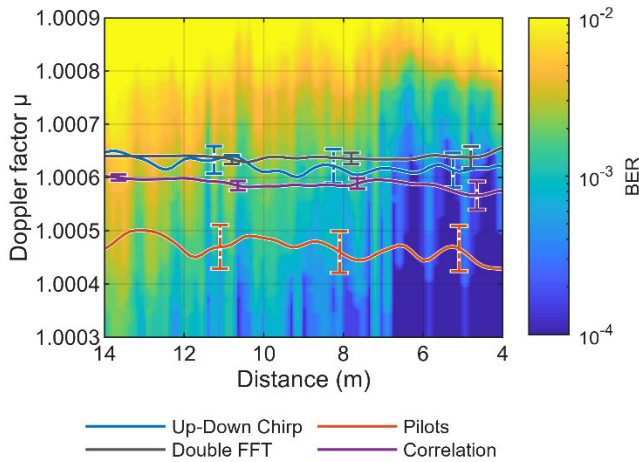 1.0009
1.0008
1.0007
1.0006
1.0005
1.0004
1.0003
Doppler factor μ
14 12 10 8 6 4
Distance (m)
10⁻²
10⁻³
10⁻⁴
BER
Up-Down Chirp Pilots
Double FFT Correlation